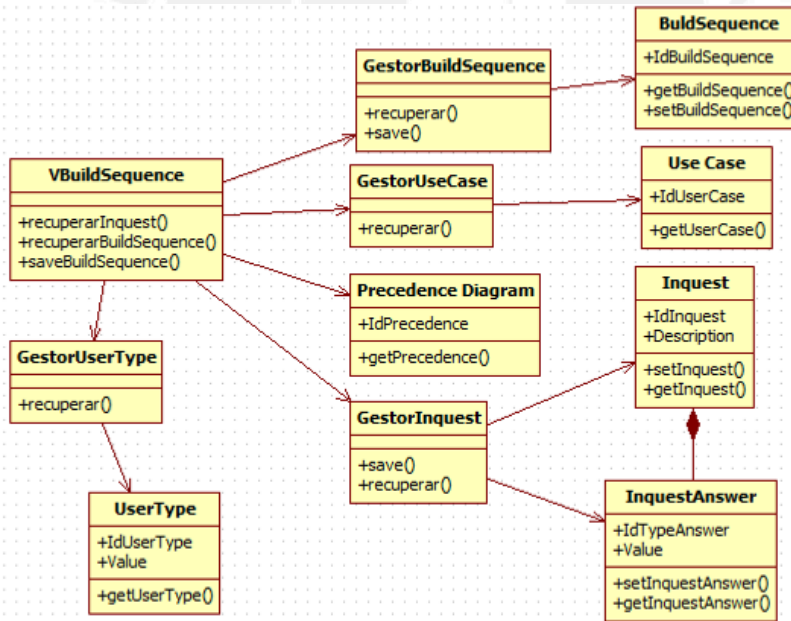 BuldSequence
+IdBuildSequence
+getBuildSequence()
+setBuildSequence()
GestorBuildSequence
+recuperar()
+save()
VBuildSequence
+recuperarInquest()
+recuperarBuildSequence()
+saveBuildSequence()
GestorUseCase
+recuperar()
Use Case
+IdUserCase
+getUserCase()
Precedence Diagram
+IdPrecedence
+getPrecedence()
Inquest
+IdInquest
+Description
+setInquest()
+getInquest()
GestorUserType
+recuperar()
GestorInquest
+save()
+recuperar()
UserType
+IdUserType
+Value
+getUserType()
InquestAnswer
+IdTypeAnswer
+Value
+setInquestAnswer()
+getInquestAnswer()